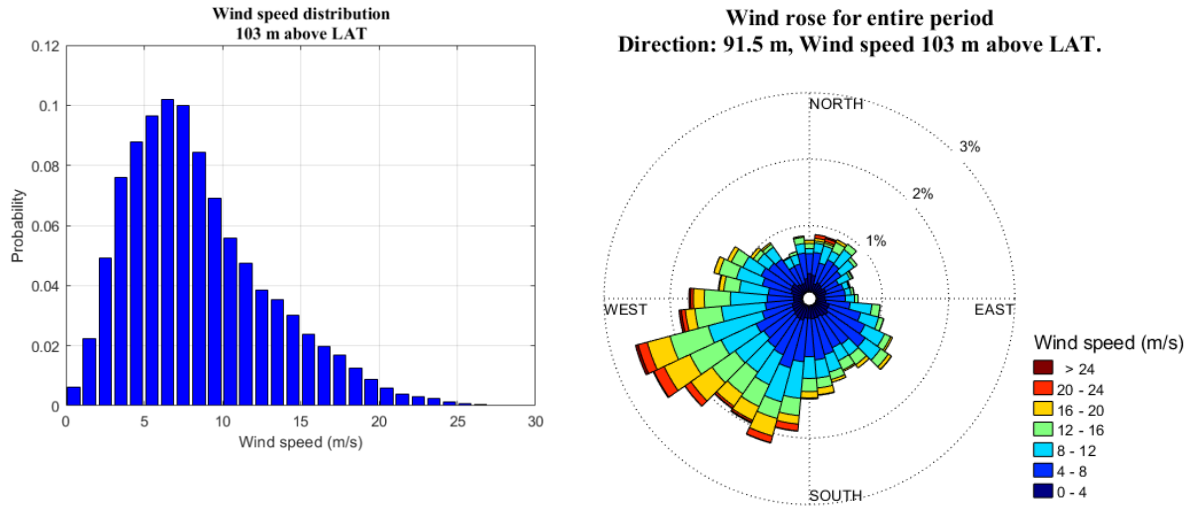 Wind speed distribution
103 m above LAT
0.12
0.1
0.08
0.06
0.04
0.02
0
Probability
0
5
10
15
20
25
30
Wind speed (m/s)
Wind rose for entire period
Direction: 91.5 m, Wind speed 103 m above LAT.
NORTH
3%
2%
1%
WEST
EAST
SOUTH
Wind speed (m/s)
> 24
20 - 24
16 - 20
12 - 16
8 - 12
4 - 8
0 - 4